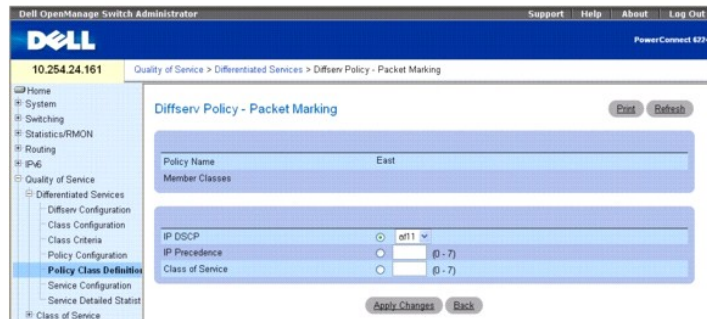 Dell OpenManage Switch Administrator
Support Help About Log Out
DELL
PowerConnect 622
10.254.24.161
Quality of Service > Differentiated Services > Diffserv Policy - Packet Marking
Home
System
Switching
Statistics/RMON
Routing
IPv6
Quality of Service
Differentiated Services
Diffserv Configuration
Class Configuration
Class Criteria
Policy Configuration
Policy Class Definition
Service Configuration
Service Detailed Statist
Class of Service
Diffserv Policy - Packet Marking
Print Refresh
Policy Name East
Member Classes
IP DSCP af11
IP Precedence (0 - 7)
Class of Service (0 - 7)
Apply Changes Back